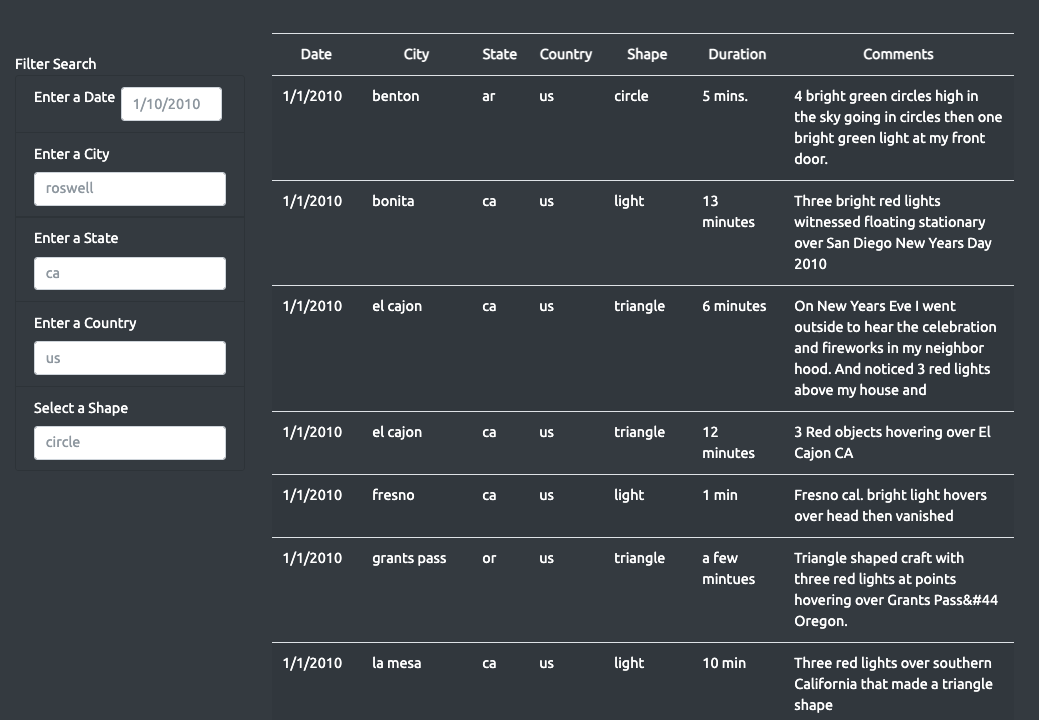 Filter Search
Enter a Date 1/10/2010
Enter a City
roswell
Enter a State
ca
Enter a Country
us
Select a Shape
circle
Date City State Country Shape Duration Comments
1/1/2010 benton ar us circle 5 mins. 4 bright green circles high in
the sky going in circles then one
bright green light at my front
door.
1/1/2010 bonita ca us light 13 Three bright red lights
minutes witnessed floating stationary
over San Diego New Years Day
2010
1/1/2010 el cajon ca us triangle 6 minutes On New Years Eve I went
outside to hear the celebration
and fireworks in my neighbor
hood. And noticed 3 red lights
above my house and
1/1/2010 el cajon ca us triangle 12 3 Red objects hovering over El
minutes Cajon CA
1/1/2010 fresno ca us light 1 min Fresno cal. bright light hovers
over head then vanished
1/1/2010 grants pass or us triangle a few Triangle shaped craft with
mintues three red lights at points
hovering over Grants Pass&#44
Oregon.
1/1/2010 la mesa ca us light 10 min Three red lights over southern
California that made a triangle
shape